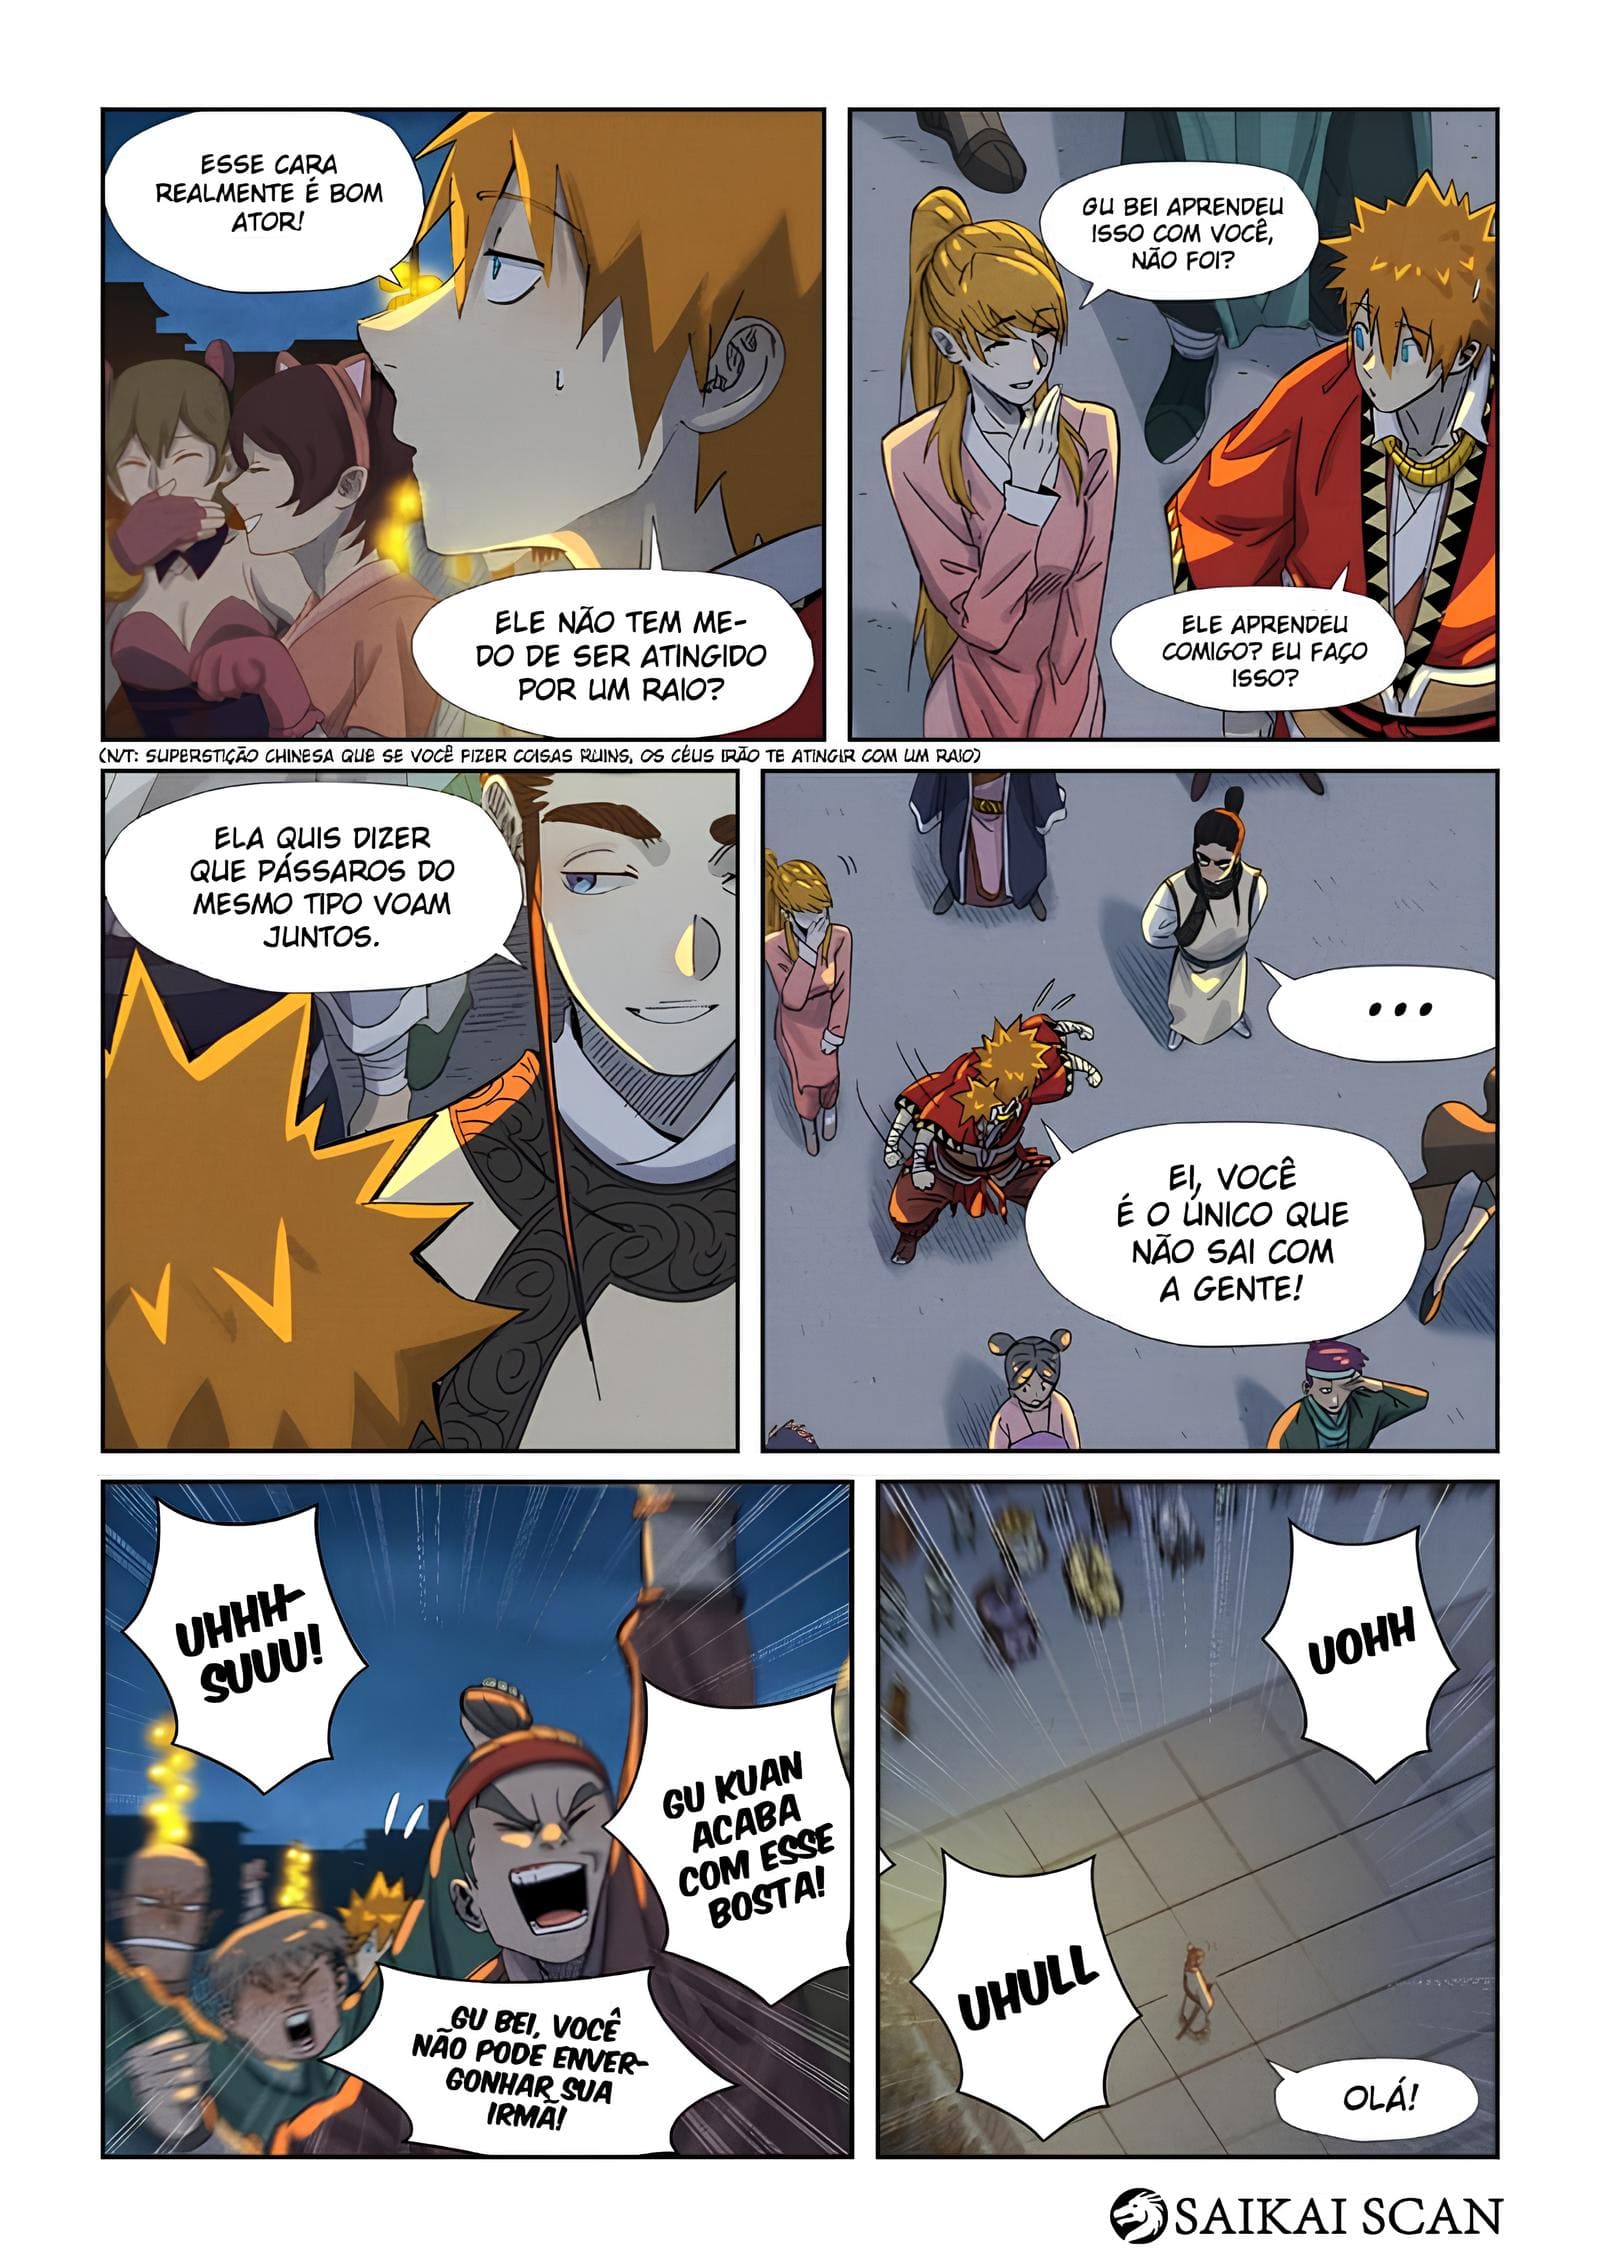 ESSE CARA
REALMENTE É BOM
ATOR!
ELE NÃO TEM ME-
DO DE SER ATINGIDO
POR UM RAIO?
GU BEI APRENDEU
ISSO COM VOCÊ,
NÃO FOI?
ELE APRENDEU
COMIGO? EU FAÇO
ISSO?
(N/T: SUPERSTIÇÃO CHINESA QUE SE VOCÊ FIZER COISAS RUINS, OS CÉUS IRÃO TE ATINGIR COM UM RAIO)
ELA QUIS DIZER
QUE PÁSSAROS DO
MESMO TIPO VOAM
JUNTOS.
...
EI, VOCÊ
É O ÚNICO QUE
NÃO SAI COM
A GENTE!
UHHH-
SUUU!
GU KUAN
ACABA
COM ESSE
BOSTA!
GU BEI, VOCÊ
NÃO PODE ENVER-
GONHAR SUA
IRMÃ!
UOHH
UHULL
OLÁ!
SAIKAI SCAN